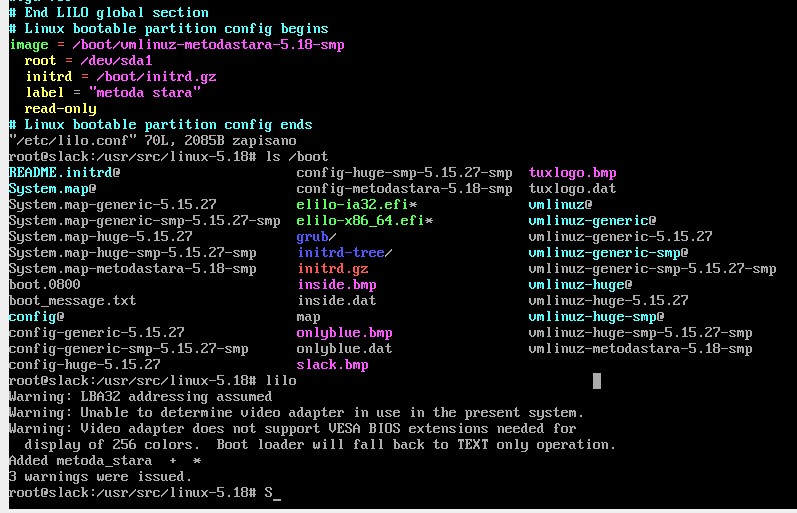 # End LILO global section
# Linux bootable partition config begins
image = /boot/vmlinuz-metodastara-5.18-smp
  root = /dev/sda1
  initrd = /boot/initrd.gz
  label = "metoda stara"
  read-only
# Linux bootable partition config ends
"/etc/lilo.conf" 70L, 2085B zapisano
root@slack:/usr/src/linux-5.18# ls /boot
README.initrd@                     config-huge-smp-5.15.27-smp   tuxlogo.bmp
System.map@                        config-metodastara-5.18-smp   tuxlogo.dat
System.map-generic-5.15.27         elilo-ia32.efi*               vmlinuz@
System.map-generic-smp-5.15.27-smp elilo-x86_64.efi*             vmlinuz-generic@
System.map-huge-5.15.27            grub/                         vmlinuz-generic-5.15.27
System.map-huge-smp-5.15.27-smp    initrd-tree/                  vmlinuz-generic-smp@
System.map-metodastara-5.18-smp    initrd.gz                     vmlinuz-generic-smp-5.15.27-smp
boot.0800                          inside.bmp                    vmlinuz-huge@
boot_message.txt                   inside.dat                    vmlinuz-huge-5.15.27
config@                            map                           vmlinuz-huge-smp@
config-generic-5.15.27             onlyblue.bmp                  vmlinuz-huge-smp-5.15.27-smp
config-generic-smp-5.15.27-smp     onlyblue.dat                  vmlinuz-metodastara-5.18-smp
config-huge-5.15.27                slack.bmp
root@slack:/usr/src/linux-5.18# lilo
Warning: LBA32 addressing assumed
Warning: Unable to determine video adapter in use in the present system.
Warning: Video adapter does not support VESA BIOS extensions needed for
  display of 256 colors.  Boot loader will fall back to TEXT only operation.
Added metoda_stara  +  *
3 warnings were issued.
root@slack:/usr/src/linux-5.18# S_